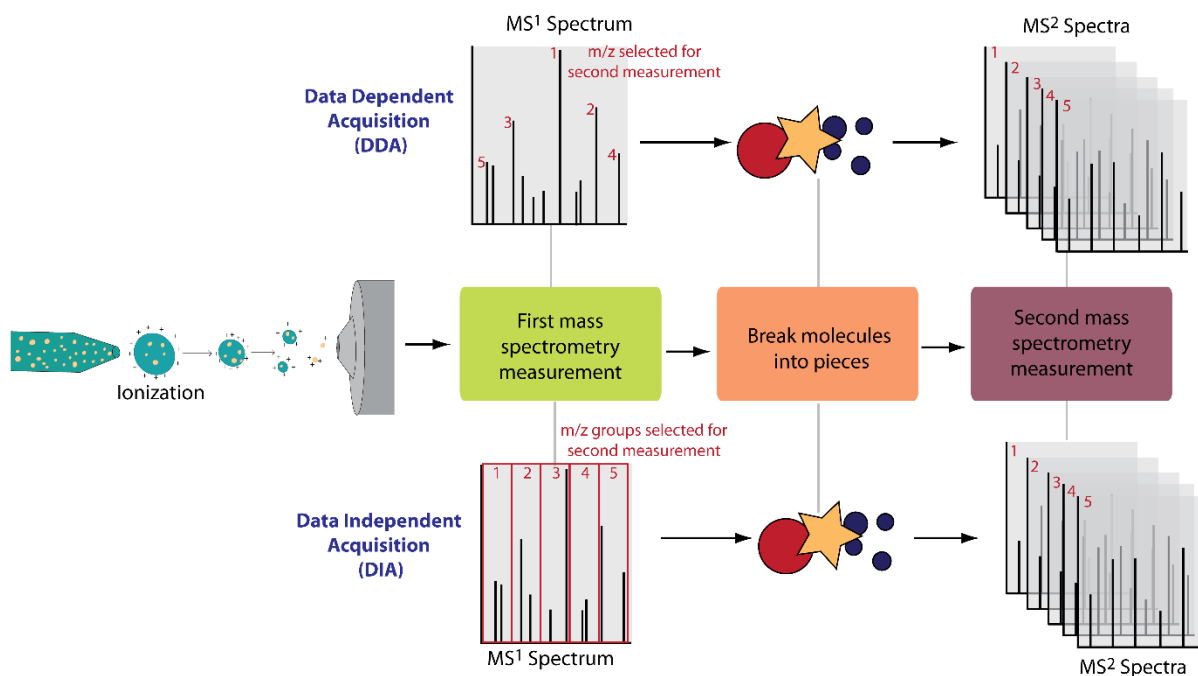 MS¹ Spectrum
m/z selected for
second measurement
1
2
3
4
5
Data Dependent
Acquisition
(DDA)
MS² Spectra
1
2
3
4
5
Ionization
First mass
spectrometry
measurement
Break molecules
into pieces
Second mass
spectrometry
measurement
m/z groups selected for
second measurement
1 2 3 4 5
Data Independent
Acquisition
(DIA)
MS¹ Spectrum
1
2
3
4
5
MS² Spectra